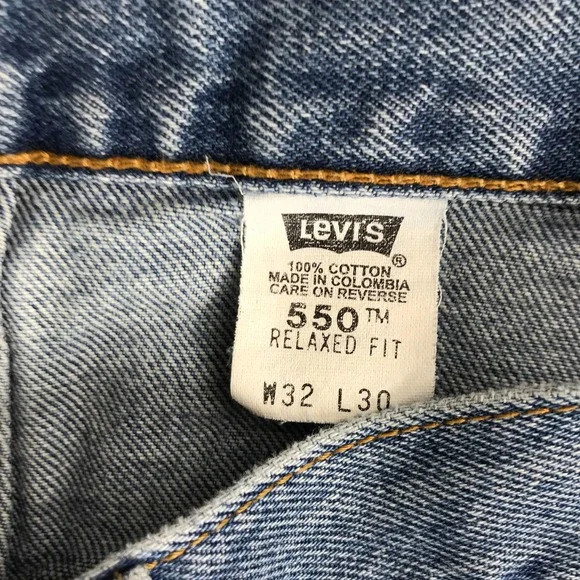 Levi's ®
100% COTTON
MADE IN COLOMBIA
CARE ON REVERSE
550™
RELAXED FIT
W32 L30